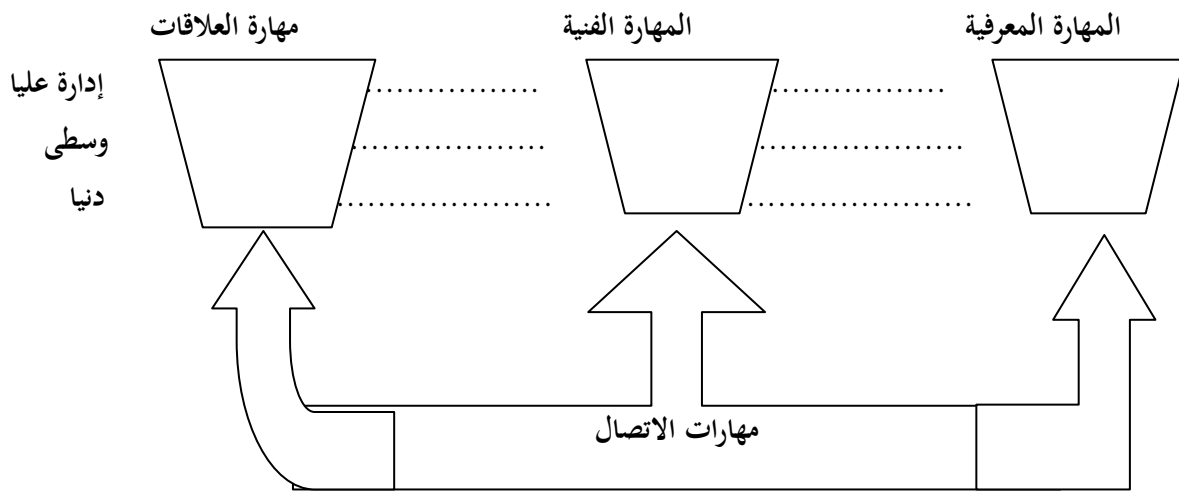 المهارة المعرفية
المهارة الفنية
مهارة العلاقات
إدارة عليا
وسطى
دنيا
مهارات الاتصال